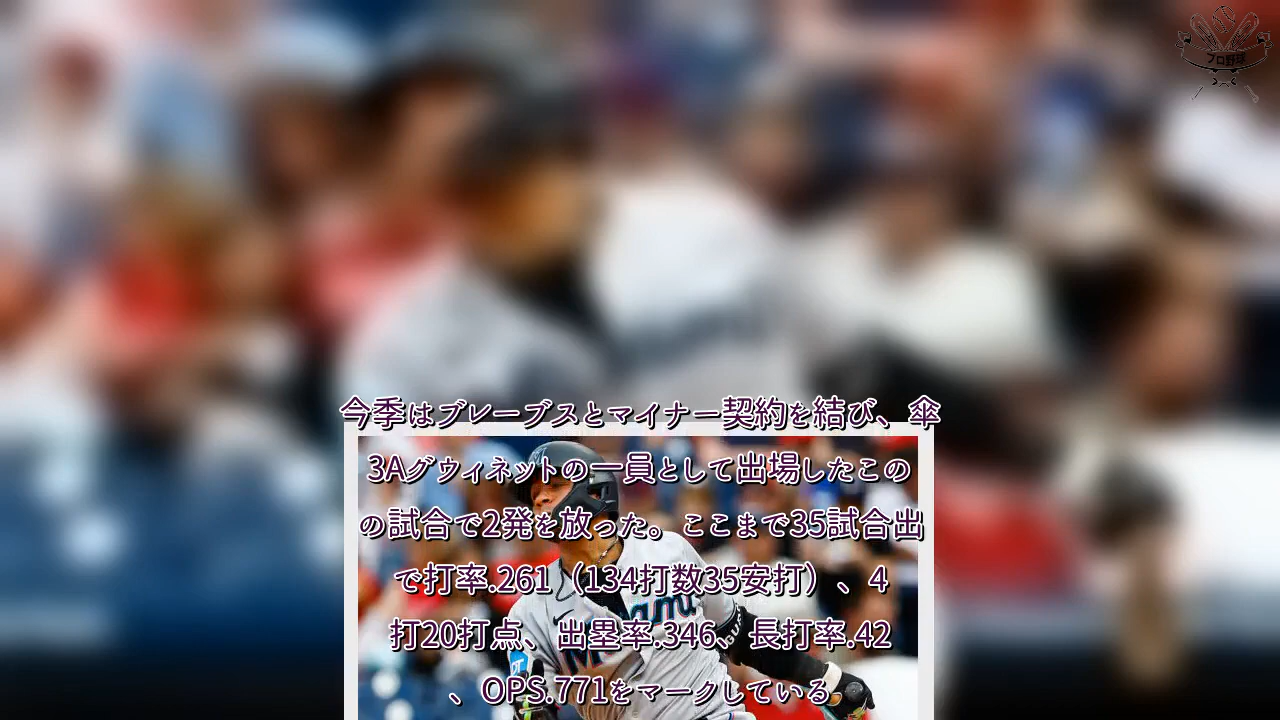 プロ野球
今季はブレーブスとマイナー契約を結び、傘
3Aグウィネットの一員として出場したこの
の試合で2発を放った。ここまで35試合出
で打率.261（134打数35安打）、4
打20打点、出塁率.346、長打率.42
、OPS.771をマークしている